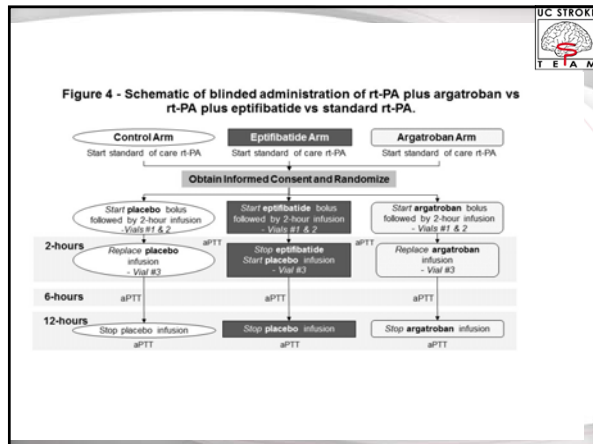 UC STROKE
TEAM
Figure 4 - Schematic of blinded administration of rt-PA plus argatroban vs
rt-PA plus eptifibatide vs standard rt-PA.
Control Arm
Start standard of care rt-PA
Eptifibatide Arm
Start standard of care rt-PA
Argatroban Arm
Start standard of care rt-PA
Obtain Informed Consent and Randomize
Start placebo bolus
followed by 2-hour infusion
-Vials #1 & 2
Start eptifibatide bolus
followed by 2-hour infusion
-Vials #1 & 2
Start argatroban bolus
followed by 2-hour infusion
-Vials #1 & 2
2-hours
aPTT
aPTT
aPTT
Replace placebo
infusion
- Vial #3
Stop eptifibatide
Start placebo infusion
- Vial #3
Replace argatroban
infusion
- Vial #3
6-hours
aPTT
aPTT
aPTT
12-hours
Stop placebo infusion
Stop placebo infusion
Stop argatroban infusion
aPTT
aPTT
aPTT